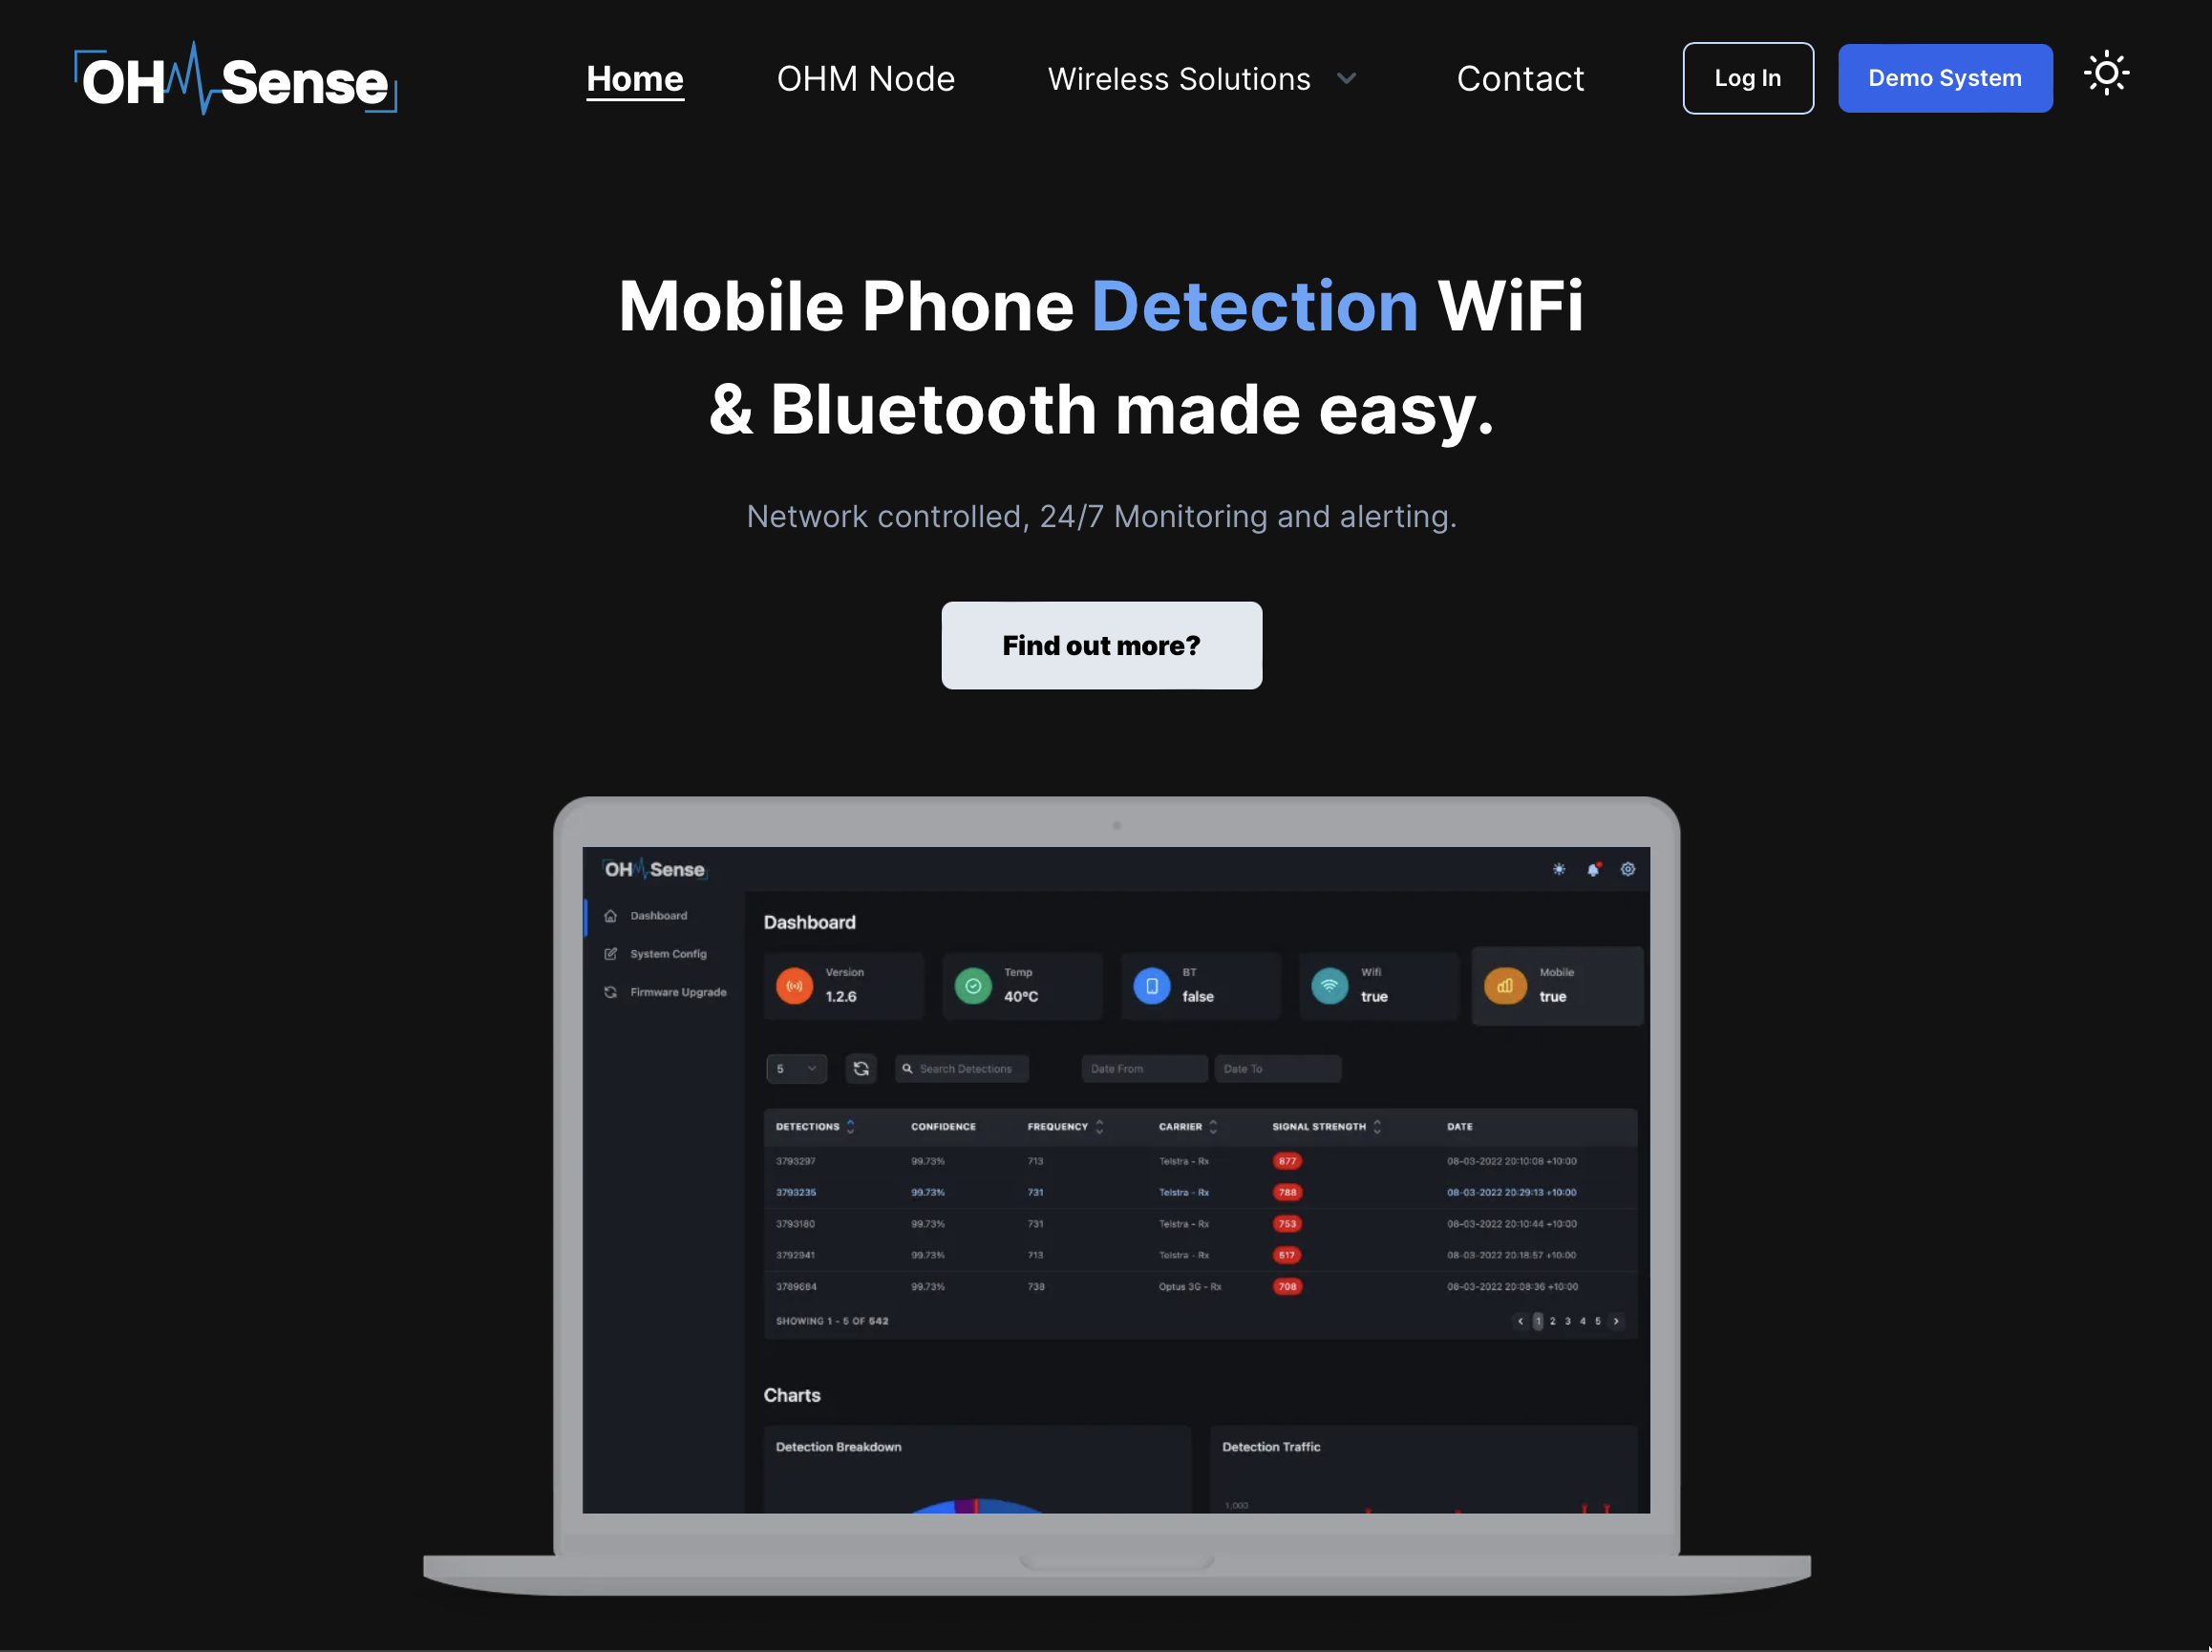 OHM Sense
Home
OHM Node
Wireless Solutions
Contact
Log In
Demo System
Mobile Phone Detection WiFi
& Bluetooth made easy.
Network controlled, 24/7 Monitoring and alerting.
Find out more?
OHM Sense
Dashboard
System Config
Firmware Upgrade
Dashboard
Version
1.2.6
Temp
40°C
BT
false
Wifi
true
Mobile
true
5
Search Detections
Date From
Date To
DETECTIONS CONFIDENCE FREQUENCY CARRIER SIGNAL STRENGTH DATE
3793297 99.73% 713 Telstra - Rx 877 08-03-2022 20:10:08 +10:00
3793235 99.73% 731 Telstra - Rx 788 08-03-2022 20:29:13 +10:00
3793180 99.73% 731 Telstra - Rx 753 08-03-2022 20:10:44 +10:00
3792941 99.73% 713 Telstra - Rx 517 08-03-2022 20:18:57 +10:00
3789684 99.73% 738 Optus 3G - Rx 708 08-03-2022 20:08:36 +10:00
SHOWING 1 - 5 OF 542
1 2 3 4 5
Charts
Detection Breakdown
Detection Traffic
1,000